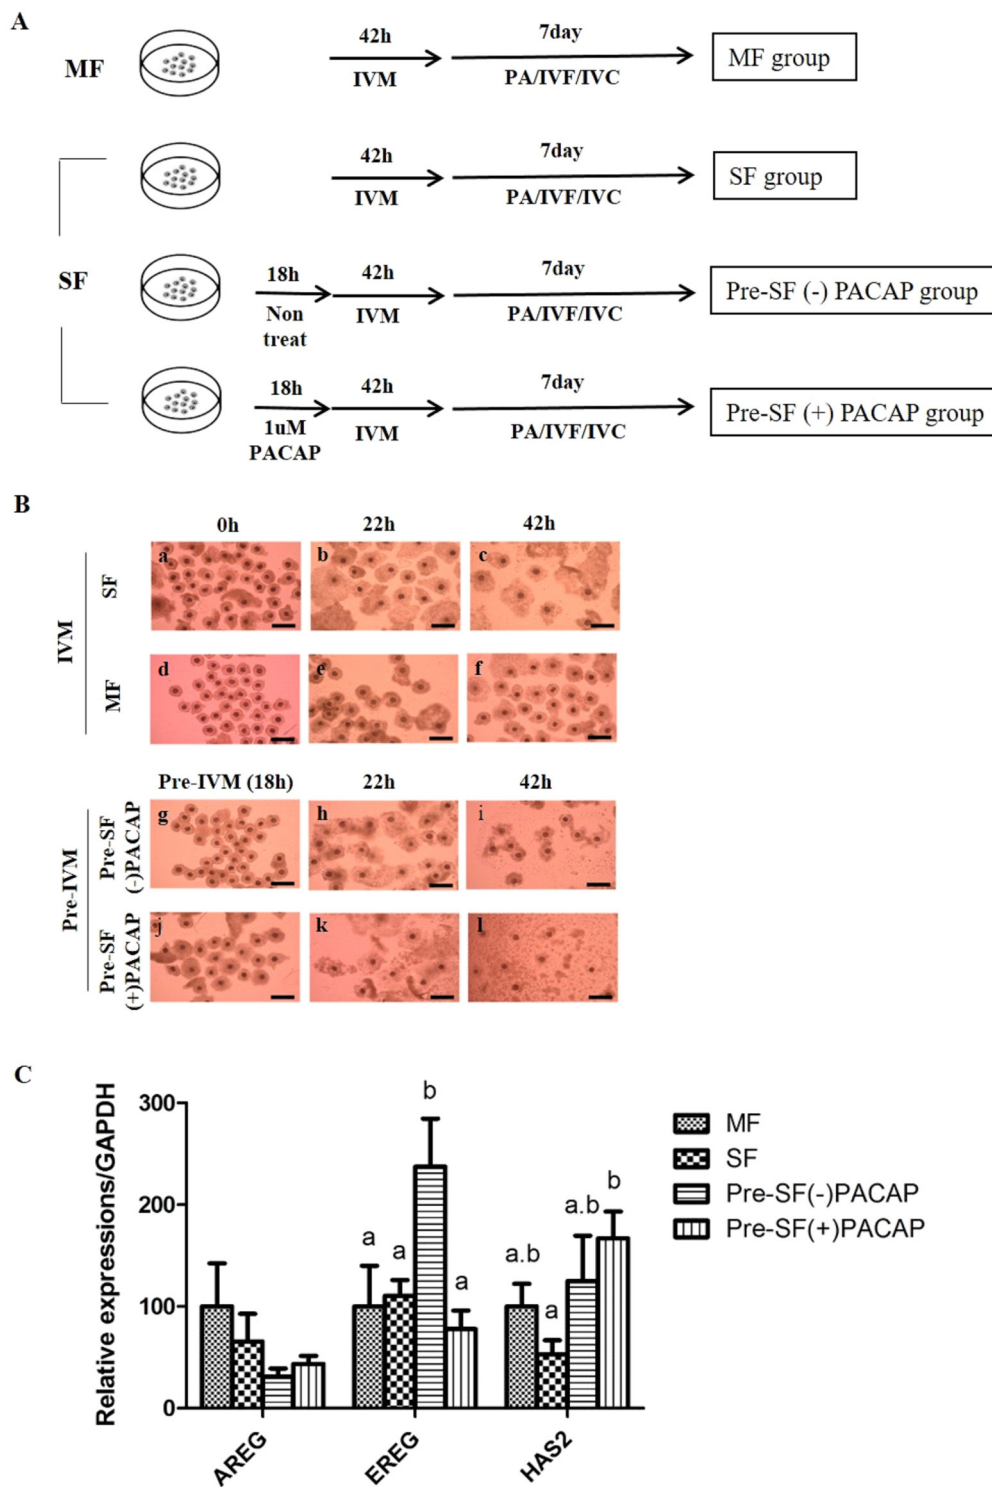 A
MF
42h
IVM
7day
PA/IVF/IVC
MF group
42h
IVM
7day
PA/IVF/IVC
SF group
SF
18h
Non
treat
42h
IVM
7day
PA/IVF/IVC
Pre-SF (-) PACAP group
18h
1uM
PACAP
42h
IVM
7day
PA/IVF/IVC
Pre-SF (+) PACAP group
B
0h
22h
42h
IVM
SF
a
b
c
MF
d
e
f
Pre-IVM (18h)
22h
42h
Pre-IVM
Pre-SF
(-)PACAP
g
h
i
Pre-SF
(+)PACAP
j
k
l
C
Relative expressions/GAPDH
300
200
100
0
a
a
b
a
a.b
a
a.b
b
AREG
EREG
HAS2
MF
SF
Pre-SF(-)PACAP
Pre-SF(+)PACAP